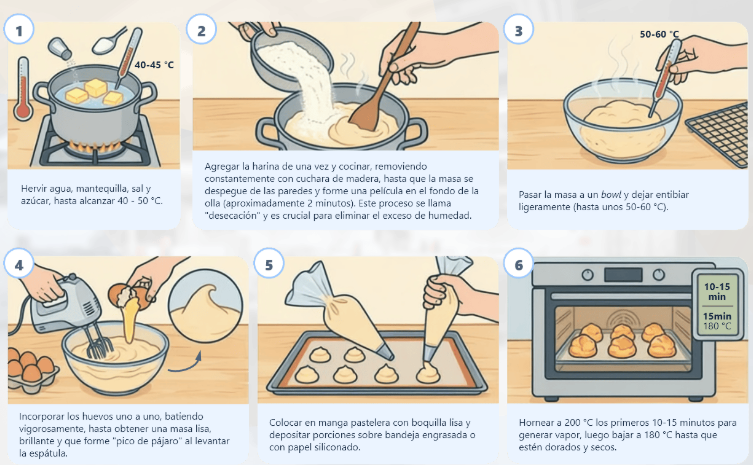 1
40-45 °C
Hervir agua, mantequilla, sal y
azúcar, hasta alcanzar 40 - 50 °C.
2
Agregar la harina de una vez y cocinar, removiendo
constantemente con cuchara de madera, hasta que la masa se
despegue de las paredes y forme una película en el fondo de la
olla (aproximadamente 2 minutos). Este proceso se llama
"desecación" y es crucial para eliminar el exceso de humedad.
3
50-60 °C
Pasar la masa a un bowl y dejar entibiar
ligeramente (hasta unos 50-60 °C).
4
Incorporar los huevos uno a uno, batiendo
vigorosamente, hasta obtener una masa lisa,
brillante y que forme "pico de pájaro" al levantar
la espátula.
5
Colocar en manga pastelera con boquilla lisa y
depositar porciones sobre bandeja engrasada o
con papel siliconado.
6
10-15
min
15min
180 °C
Hornear a 200 °C los primeros 10-15 minutos para
generar vapor, luego bajar a 180 °C hasta que
estén dorados y secos.